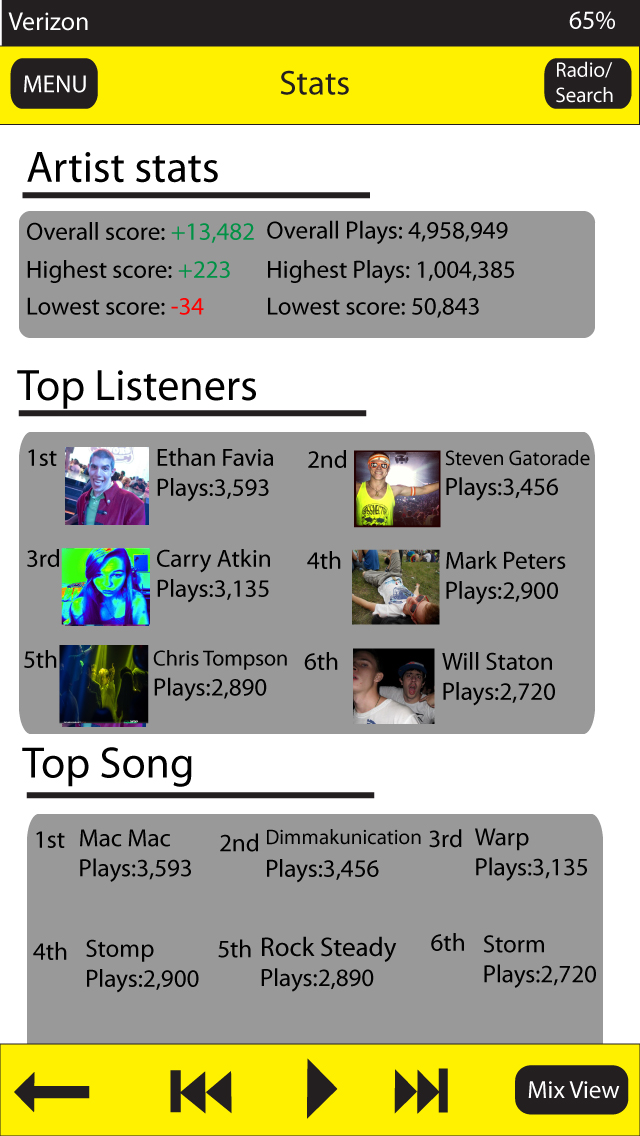 Verizon 65%
MENU Stats Radio/
Search
Artist stats
Overall score: +13,482 Overall Plays: 4,958,949
Highest score: +223 Highest Plays: 1,004,385
Lowest score: -34 Lowest score: 50,843
Top Listeners
1st Ethan Favia
Plays:3,593
2nd Steven Gatorade
Plays:3,456
3rd Carry Atkin
Plays:3,135
4th Mark Peters
Plays:2,900
5th Chris Tompson
Plays:2,890
6th Will Staton
Plays:2,720
Top Song
1st Mac Mac
Plays:3,593
2nd Dimmakunication
Plays:3,456
3rd Warp
Plays:3,135
4th Stomp
Plays:2,900
5th Rock Steady
Plays:2,890
6th Storm
Plays:2,720
Mix View